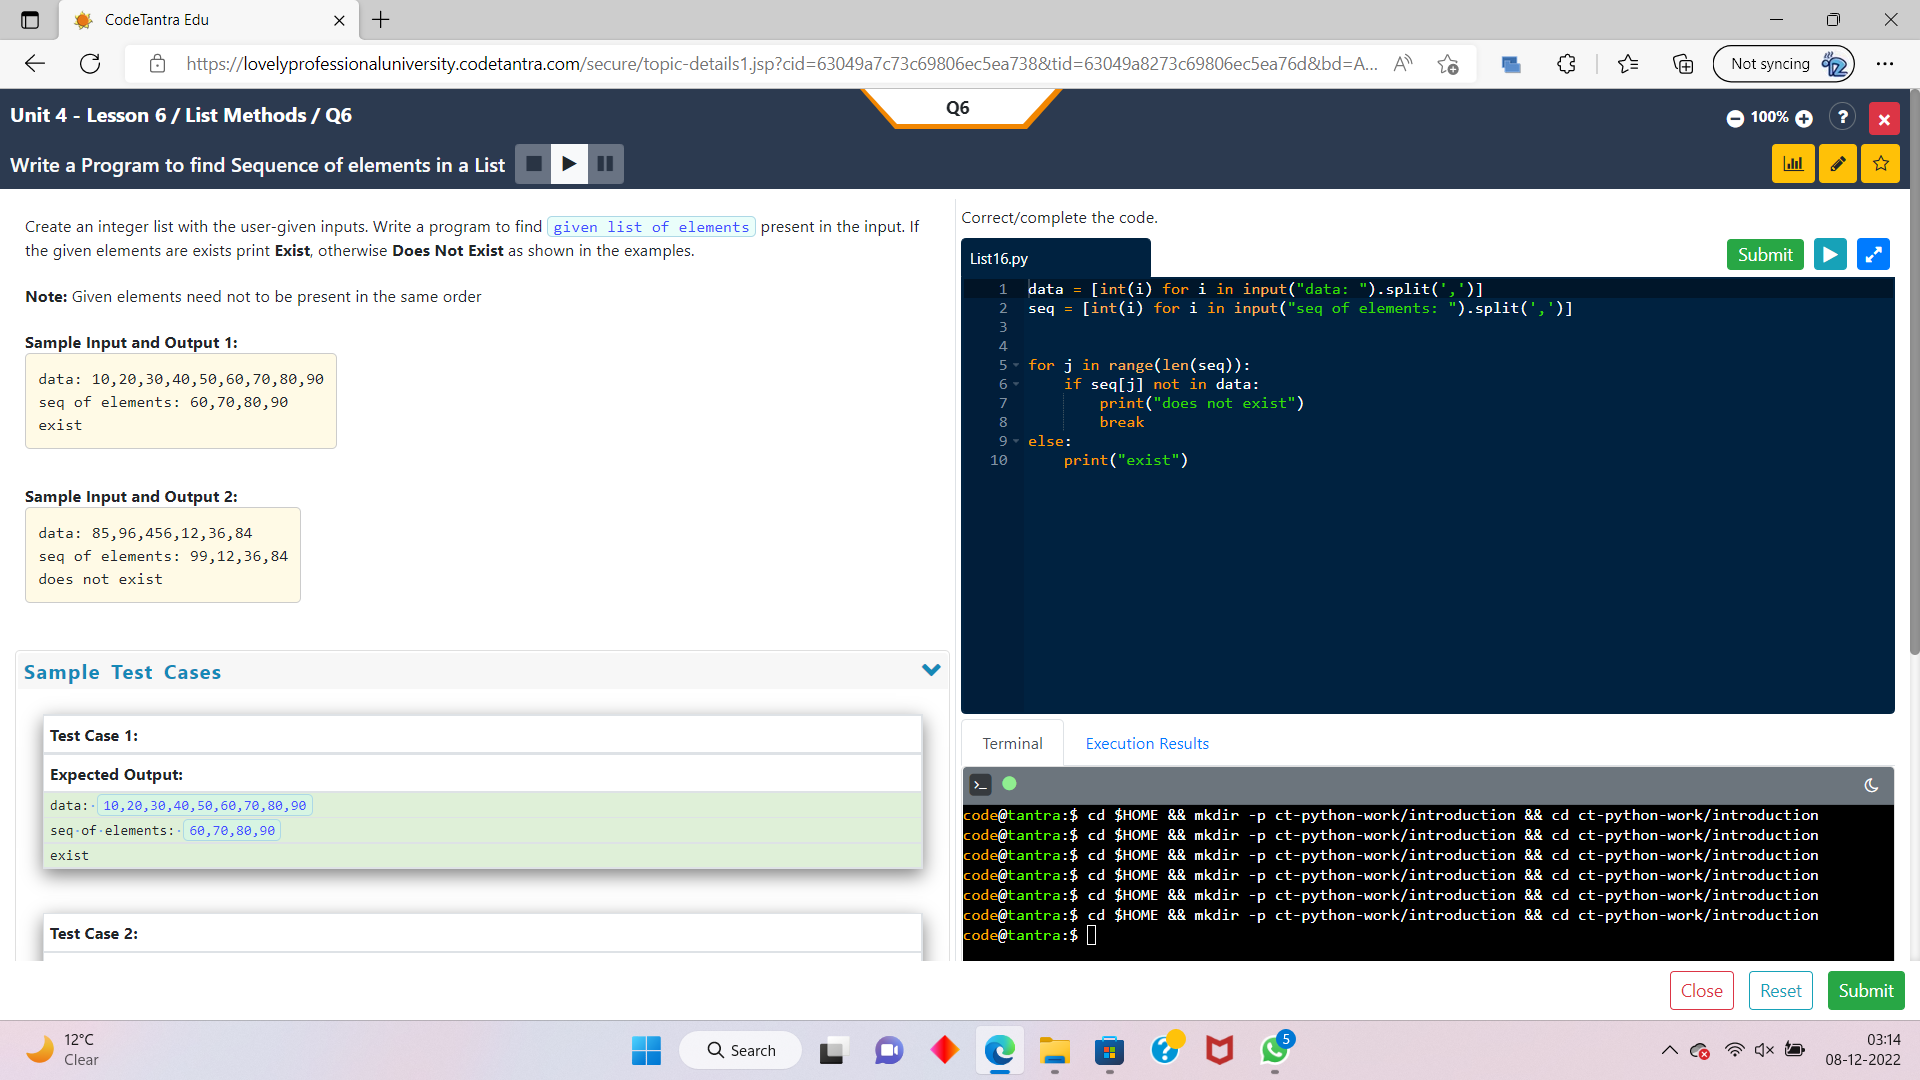 CodeTantra Edu
https://lovelyprofessionaluniversity.codetantra.com/secure/topic-details1.jsp?cid=63049a7c73c69806ec5ea738&tid=63049a8273c69806ec5ea76d&bd=A...
Not syncing
Unit 4 - Lesson 6 / List Methods / Q6
Q6
100%
?
Write a Program to find Sequence of elements in a List
Create an integer list with the user-given inputs. Write a program to find given list of elements present in the input. If
the given elements are exists print Exist, otherwise Does Not Exist as shown in the examples.
Note: Given elements need not to be present in the same order
Sample Input and Output 1:
data: 10,20,30,40,50,60,70,80,90
seq of elements: 60,70,80,90
exist
Sample Input and Output 2:
data: 85,96,456,12,36,84
seq of elements: 99,12,36,84
does not exist
Sample Test Cases
Test Case 1:
Expected Output:
data:· 10,20,30,40,50,60,70,80,90
seq·of·elements:· 60,70,80,90
exist
Test Case 2:
Correct/complete the code.
List16.py
Submit
1 data = [int(i) for i in input("data: ").split(',')]
2 seq = [int(i) for i in input("seq of elements: ").split(',')]
3
4
5 for j in range(len(seq)):
6 if seq[j] not in data:
7 print("does not exist")
8 break
9 else:
10 print("exist")
Terminal
Execution Results
code@tantra:$ cd $HOME && mkdir -p ct-python-work/introduction && cd ct-python-work/introduction
code@tantra:$ cd $HOME && mkdir -p ct-python-work/introduction && cd ct-python-work/introduction
code@tantra:$ cd $HOME && mkdir -p ct-python-work/introduction && cd ct-python-work/introduction
code@tantra:$ cd $HOME && mkdir -p ct-python-work/introduction && cd ct-python-work/introduction
code@tantra:$ cd $HOME && mkdir -p ct-python-work/introduction && cd ct-python-work/introduction
code@tantra:$ cd $HOME && mkdir -p ct-python-work/introduction && cd ct-python-work/introduction
code@tantra:$
Close
Reset
Submit
12°C
Clear
Search
5
03:14
08-12-2022